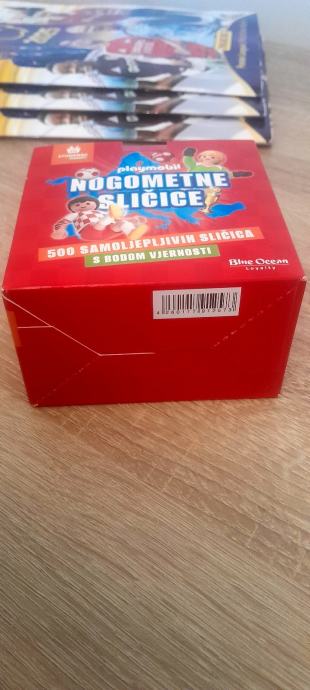 playmobil
NOGOMETNE
SLIČICE
500 SAMOLJEPLJIVIH SLIČICA
S BODOM VJERNOSTI
Blue Ocean
Loyalty